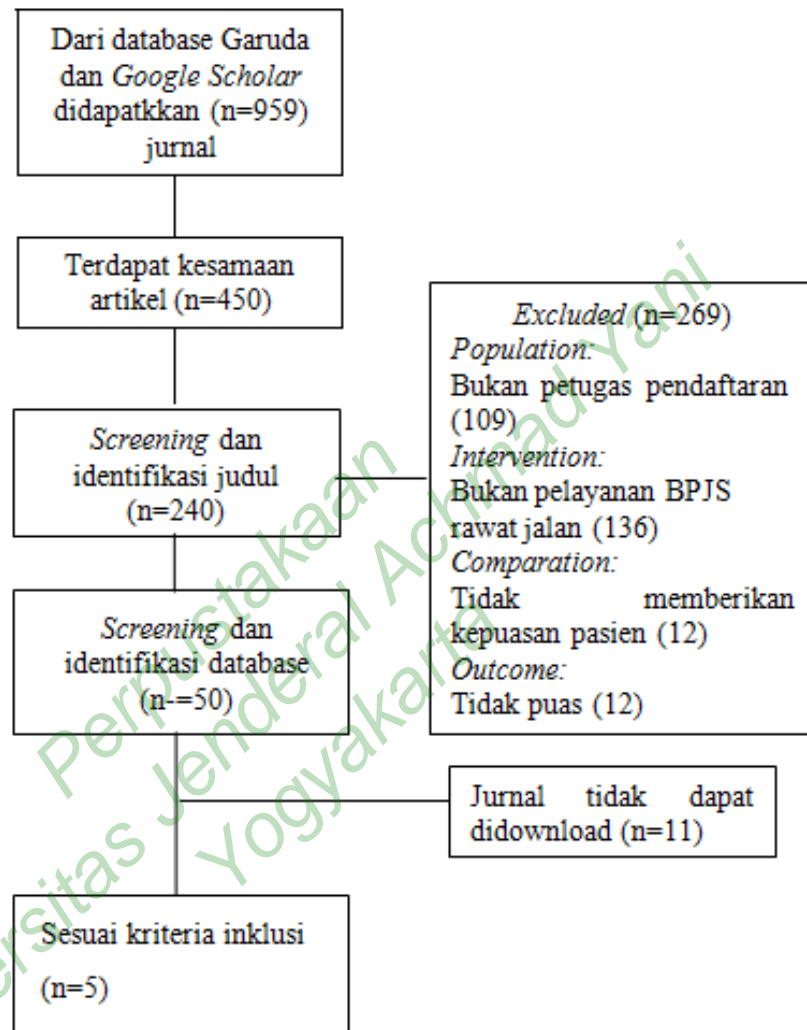 Dari database Garuda
dan Google Scholar
didapatkkan (n=959)
jurnal
Terdapat kesamaan
artikel (n=450)
Excluded (n=269)
Population:
Bukan petugas pendaftaran
(109)
Intervention:
Bukan pelayanan BPJS
rawat jalan (136)
Comparation:
Tidak memberikan
kepuasan pasien (12)
Outcome:
Tidak puas (12)
Screening dan
identifikasi judul
(n=240)
Screening dan
identifikasi database
(n-=50)
Jurnal tidak dapat
didownload (n=11)
Sesuai kriteria inklusi
(n=5)
Perpustakaan
ersitas Jenderal Achmad Yani
Yogyakarta